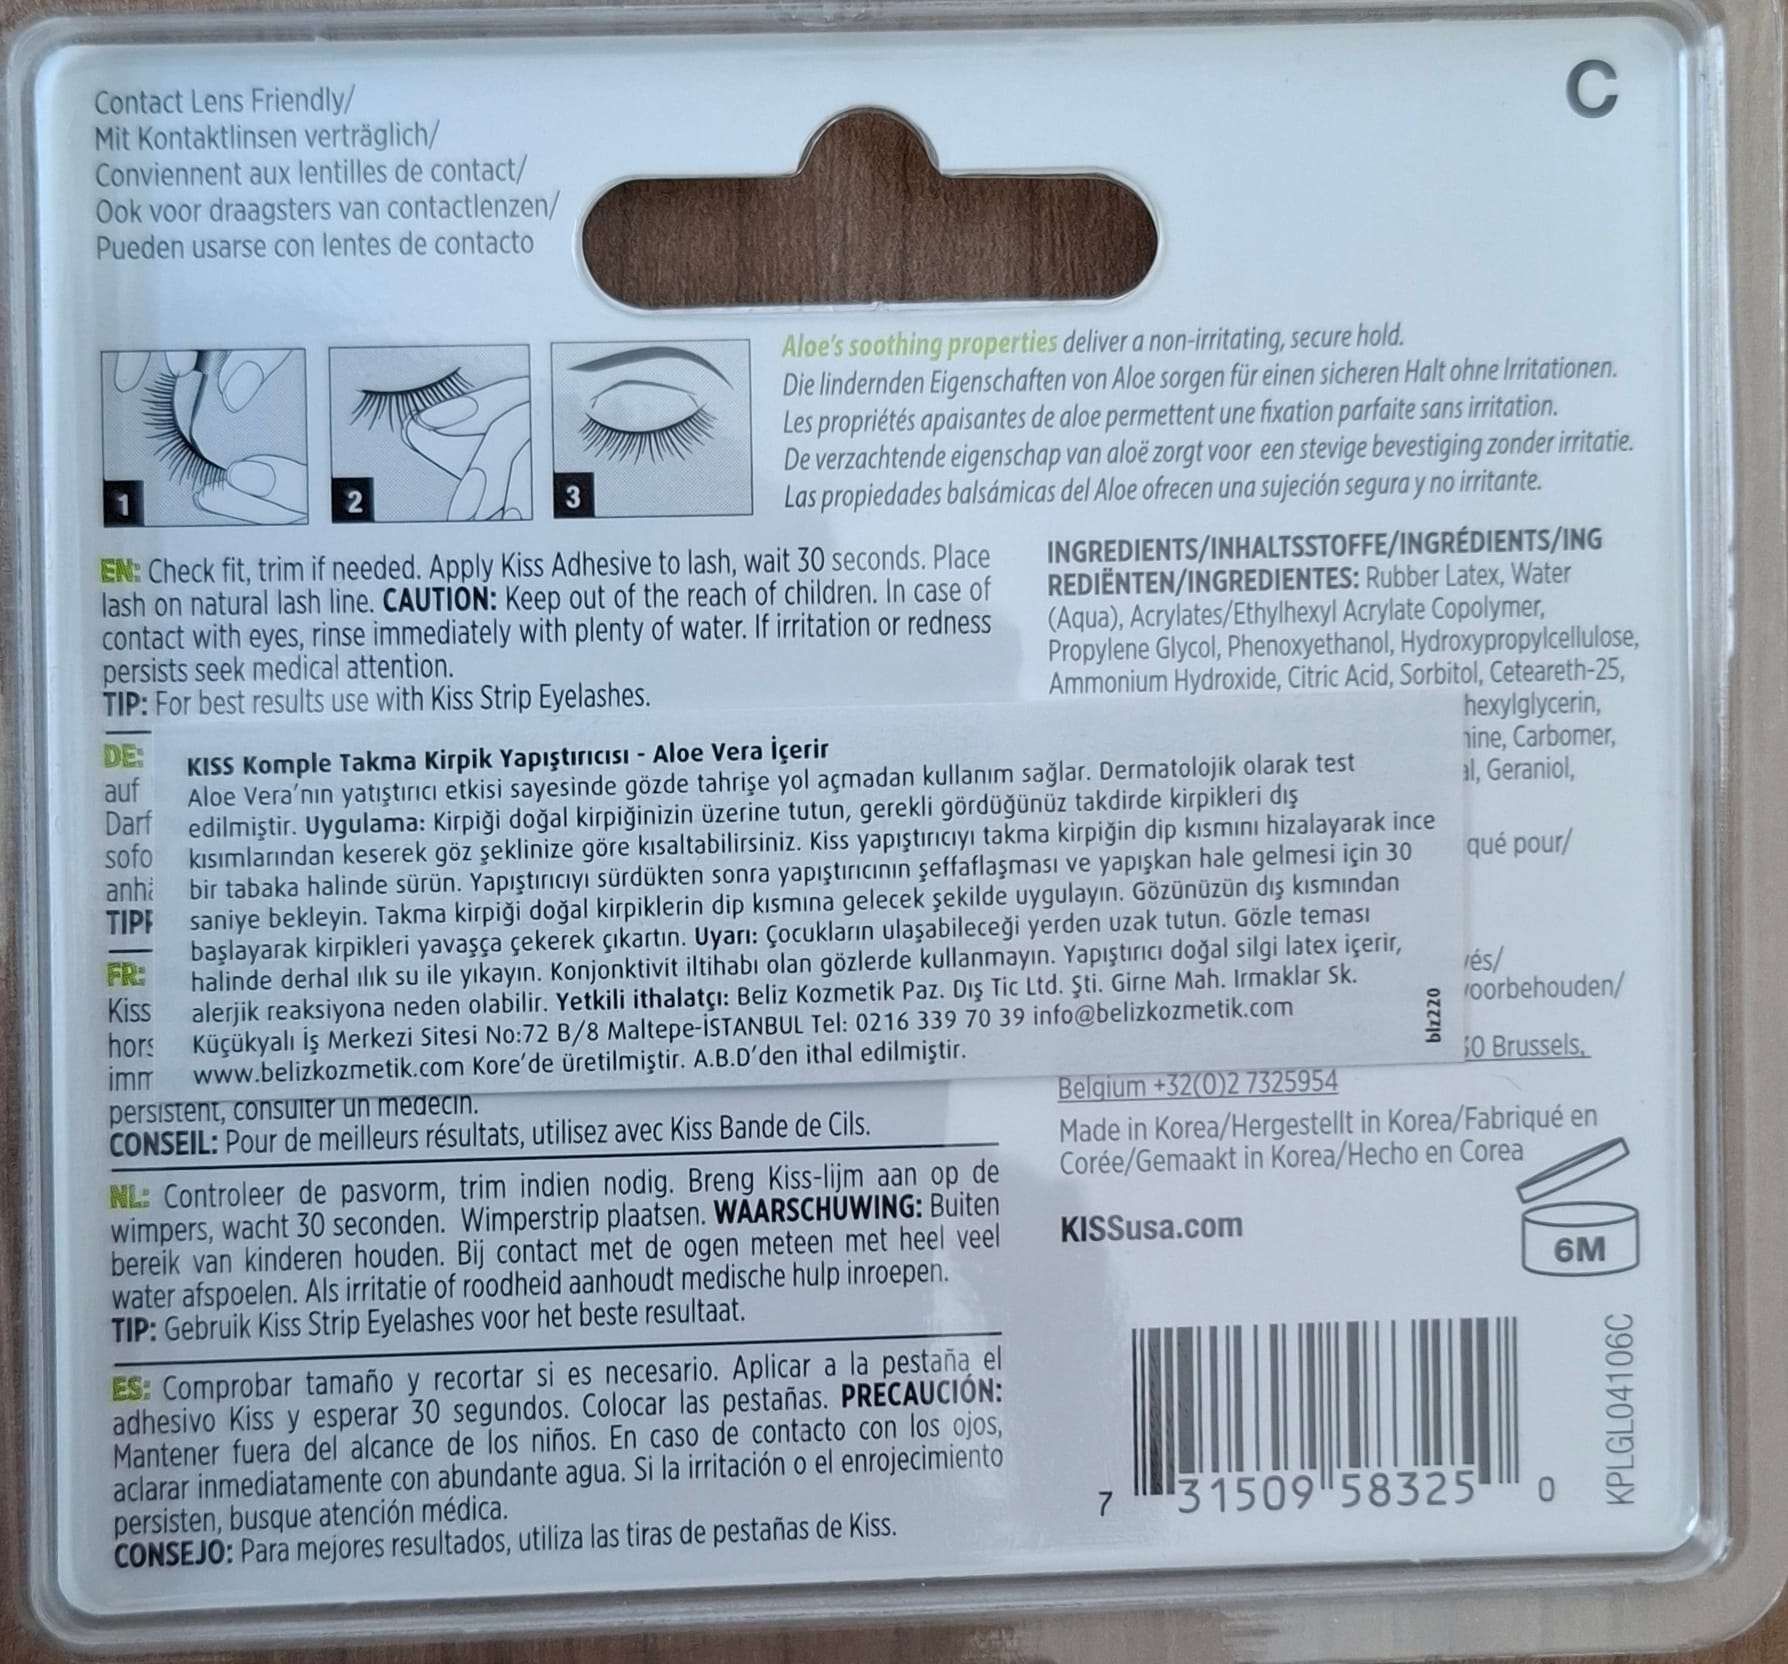 Contact Lens Friendly/
Mit Kontaktlinsen verträglich/
Conviennent aux lentilles de contact/
Ook voor draagsters van contactlenzen/
Pueden usarse con lentes de contacto
C
1
2
3
Aloe's soothing properties deliver a non-irritating, secure hold.
Die lindernden Eigenschaften von Aloe sorgen für einen sicheren Halt ohne Irritationen.
Les propriétés apaisantes de aloe permettent une fixation parfaite sans irritation.
De verzachtende eigenschap van aloë zorgt voor een stevige bevestiging zonder irritatie.
Las propiedades balsámicas del Aloe ofrecen una sujeción segura y no irritante.
EN: Check fit, trim if needed. Apply Kiss Adhesive to lash, wait 30 seconds. Place
lash on natural lash line. CAUTION: Keep out of the reach of children. In case of
contact with eyes, rinse immediately with plenty of water. If irritation or redness
persists seek medical attention.
TIP: For best results use with Kiss Strip Eyelashes.
DE:
auf
Darf
sofo
anhä
TIPP
FR:
Kiss
hors
imm
persistent, consulter un médecin.
CONSEIL: Pour de meilleurs résultats, utilisez avec Kiss Bande de Cils.
NL: Controleer de pasvorm, trim indien nodig. Breng Kiss-lijm aan op de
wimpers, wacht 30 seconden. Wimperstrip plaatsen. WAARSCHUWING: Buiten
bereik van kinderen houden. Bij contact met de ogen meteen met heel veel
water afspoelen. Als irritatie of roodheid aanhoudt medische hulp inroepen.
TIP: Gebruik Kiss Strip Eyelashes voor het beste resultaat.
ES: Comprobar tamaño y recortar si es necesario. Aplicar a la pestaña el
adhesivo Kiss y esperar 30 segundos. Colocar las pestañas. PRECAUCIÓN:
Mantener fuera del alcance de los niños. En caso de contacto con los ojos,
aclarar inmediatamente con abundante agua. Si la irritación o el enrojecimiento
persisten, busque atención médica.
CONSEJO: Para mejores resultados, utiliza las tiras de pestañas de Kiss.
KISS Komple Takma Kirpik Yapıştırıcısı - Aloe Vera İçerir
Aloe Vera'nın yatıştırıcı etkisi sayesinde gözde tahrişe yol açmadan kullanım sağlar. Dermatolojik olarak test
edilmiştir. Uygulama: Kirpiği doğal kirpiğinizin üzerine tutun, gerekli gördüğünüz takdirde kirpikleri dış
kısımlarından keserek göz şeklinize göre kısaltabilirsiniz. Kiss yapıştırıcıyı takma kirpiğin dip kısmını hizalayarak ince
bir tabaka halinde sürün. Yapıştırıcıyı sürdükten sonra yapıştırıcının şeffaflaşması ve yapışkan hale gelmesi için 30
saniye bekleyin. Takma kirpiği doğal kirpiklerin dip kısmına gelecek şekilde uygulayın. Gözünüzün dış kısmından
başlayarak kirpikleri yavaşça çekerek çıkartın. Uyarı: Çocukların ulaşabileceği yerden uzak tutun. Gözle teması
halinde derhal ılık su ile yıkayın. Konjonktivit iltihabı olan gözlerde kullanmayın. Yapıştırıcı doğal silgi latex içerir,
alerjik reaksiyona neden olabilir. Yetkili ithalatçı: Beliz Kozmetik Paz. Dış Tic Ltd. Şti. Girne Mah. Irmaklar Sk.
Küçükyalı İş Merkezi Sitesi No:72 B/8 Maltepe-İSTANBUL Tel: 0216 339 70 39 info@belizkozmetik.com
www.belizkozmetik.com Kore'de üretilmiştir. A.B.D'den ithal edilmiştir.
blz220
INGREDIENTS/INHALTSSTOFFE/INGRÉDIENTS/ING
REDIËNTEN/INGREDIENTES: Rubber Latex, Water
(Aqua), Acrylates/Ethylhexyl Acrylate Copolymer,
Propylene Glycol, Phenoxyethanol, Hydroxypropylcellulose,
Ammonium Hydroxide, Citric Acid, Sorbitol, Ceteareth-25,
hexylglycerin,
ine, Carbomer,
al, Geraniol,
qué pour/
vés/
voorbehouden/
0 Brussels,
Belgium +32(0)2 7325954
Made in Korea/Hergestellt in Korea/Fabriqué en
Corée/Gemaakt in Korea/Hecho en Corea
KISSusa.com
6M
7 31509 58325 0
KPLGL04106C